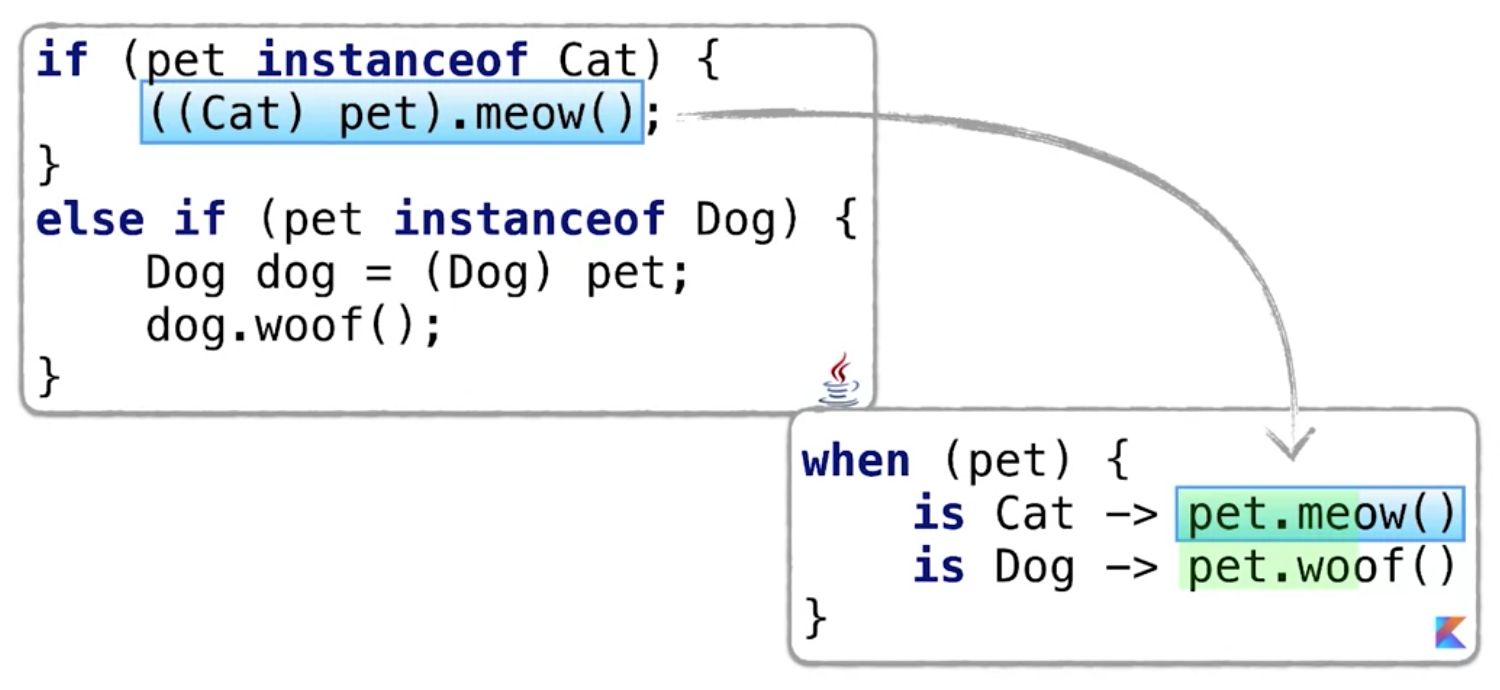 if (pet instanceof Cat) {
((Cat) pet).meow();
}
else if (pet instanceof Dog) {
Dog dog = (Dog) pet;
dog.woof();
}
when (pet) {
is Cat –> pet.meow()
is Dog –> pet.woof()
}